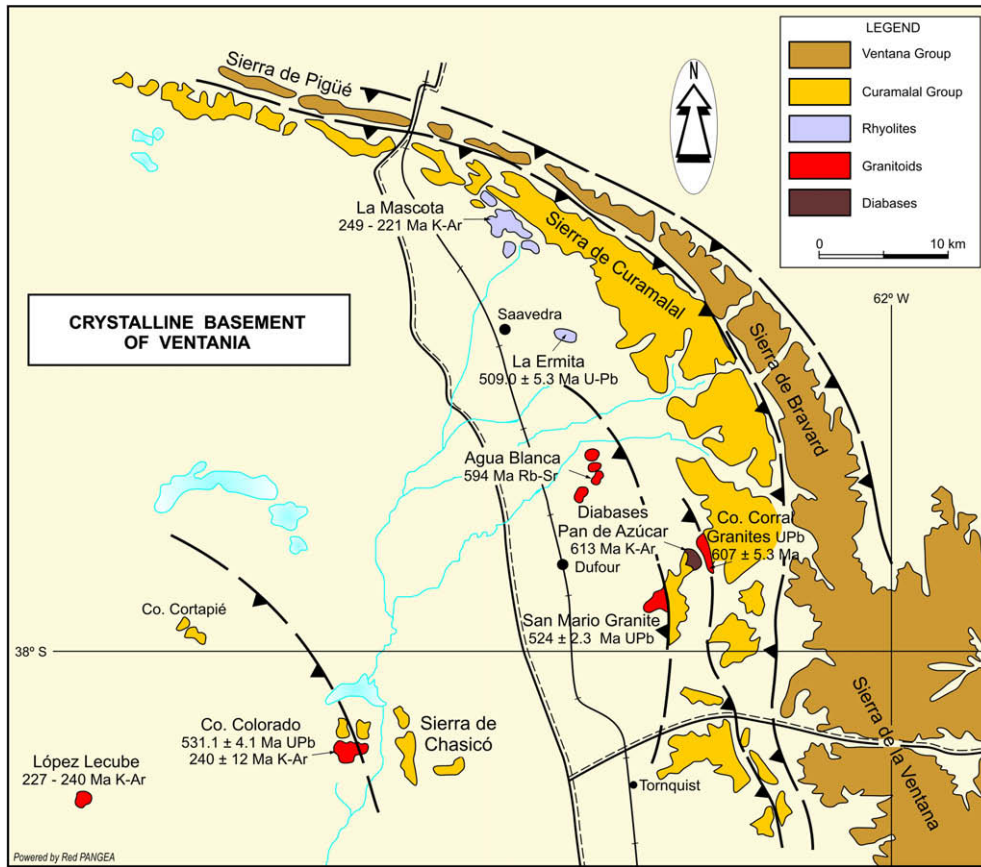 LEGEND
Ventana Group
Curamalal Group
Rhyolites
Granitoids
Diabases
0 10 km
N
Sierra de Pigüé
La Mascota
249 - 221 Ma K-Ar
Sierra de Curamalal
62° W
CRYSTALLINE BASEMENT
OF VENTANIA
Saavedra
La Ermita
509.0 ± 5.3 Ma U-Pb
Sierra de Bravard
Agua Blanca
594 Ma Rb-Sr
Diabases
Pan de Azúcar
613 Ma K-Ar
Co. Corral
Granites UPb
607 ± 5.3 Ma
Dufour
Co. Cortapié
San Mario Granite
524 ± 2.3 Ma UPb
38º S
Co. Colorado
531.1 ± 4.1 Ma UPb
240 ± 12 Ma K-Ar
Sierra de
Chasicó
Sierra de la Ventana
López Lecube
227 - 240 Ma K-Ar
Tornquist
Powered by Red PANGEA